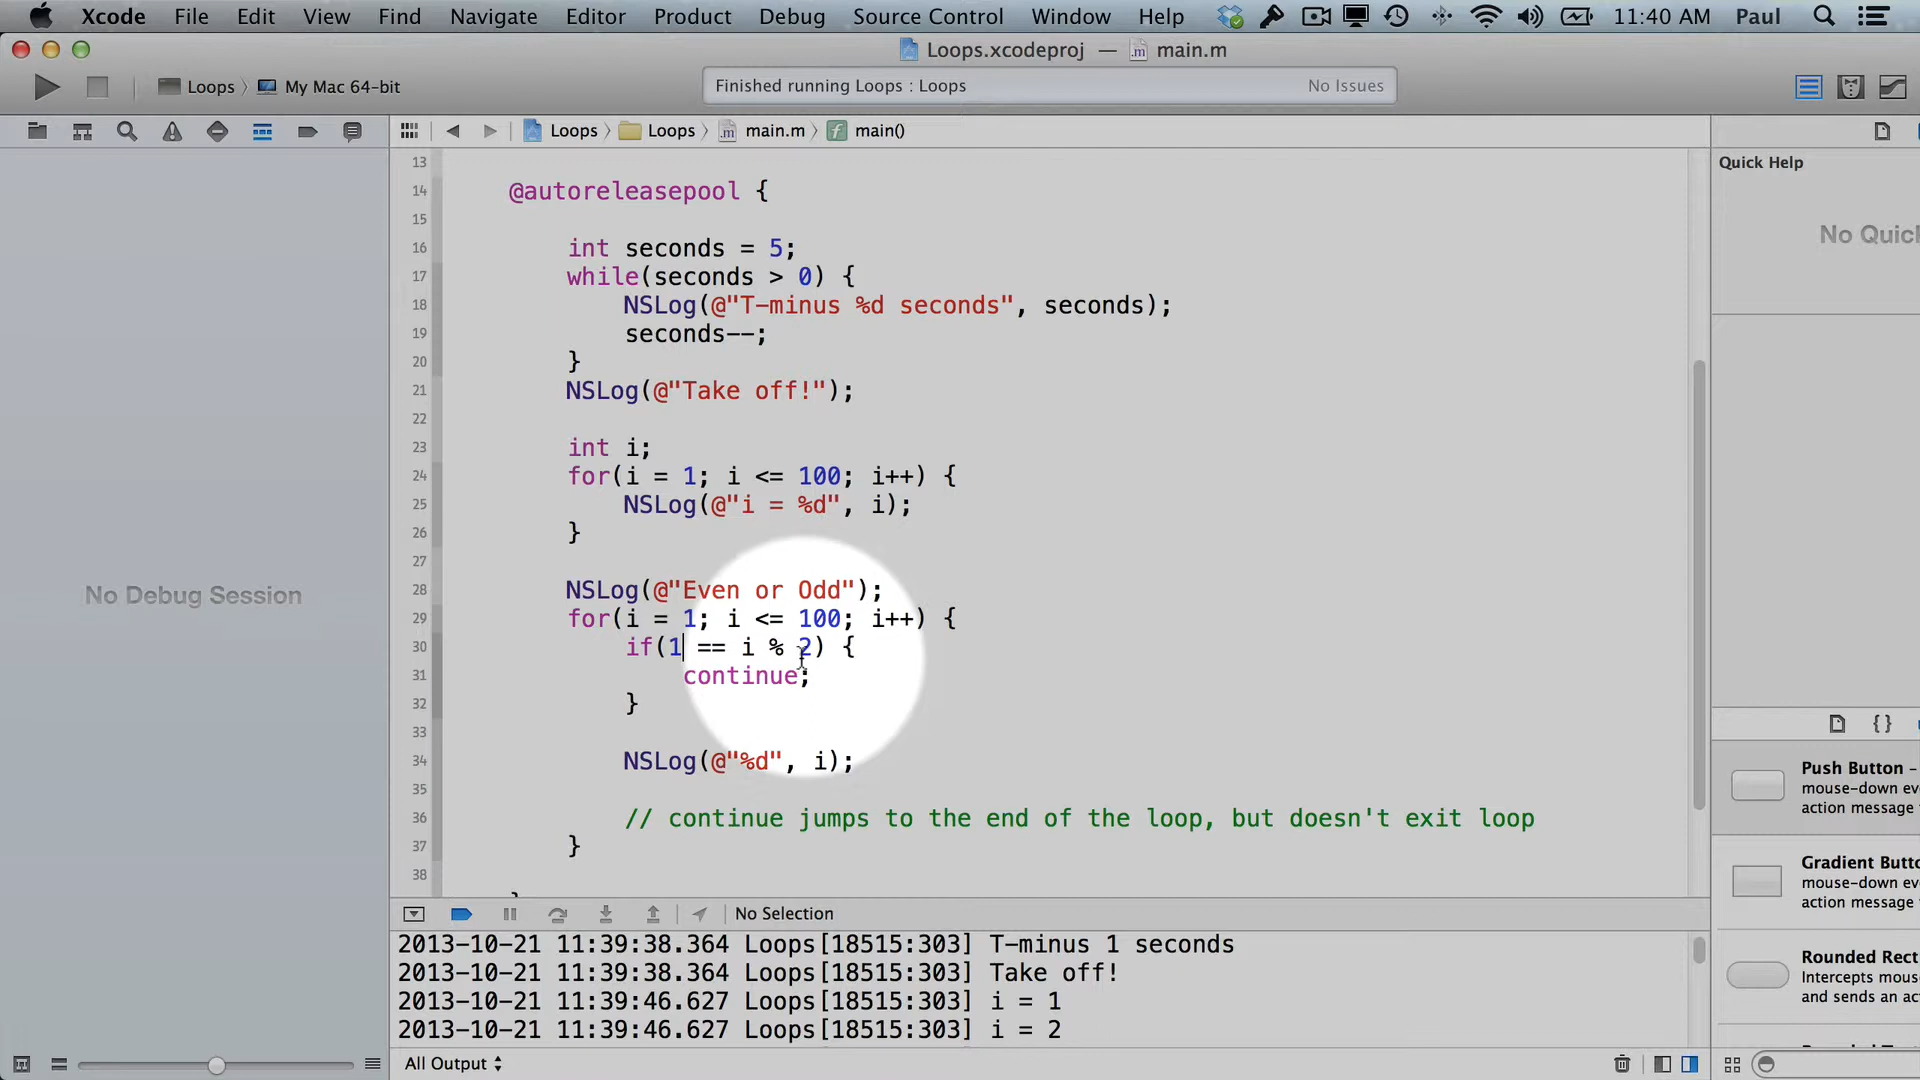 Xcode File Edit View Find Navigate Editor Product Debug Source Control Window Help 11:40 AM Paul
Loops.xcodeproj — main.m
Loops My Mac 64-bit
Finished running Loops : Loops No Issues
Loops Loops main.m main()
13
14 @autoreleasepool {
15
16 int seconds = 5;
17 while(seconds > 0) {
18 NSLog(@"T-minus %d seconds", seconds);
19 seconds--;
20 }
21 NSLog(@"Take off!");
22
23 int i;
24 for(i = 1; i <= 100; i++) {
25 NSLog(@"i = %d", i);
26 }
27
28 NSLog(@"Even or Odd");
29 for(i = 1; i <= 100; i++) {
30 if(1 == i % 2) {
31 continue;
32 }
33
34 NSLog(@"%d", i);
35
36 // continue jumps to the end of the loop, but doesn't exit loop
37 }
38
No Debug Session
Quick Help
No Quick
Push Button –
mouse-down ev
action message
Gradient Butt
mouse-down ev
action message
Rounded Rect
Intercepts mous
and sends an ac
No Selection
2013-10-21 11:39:38.364 Loops[18515:303] T-minus 1 seconds
2013-10-21 11:39:38.364 Loops[18515:303] Take off!
2013-10-21 11:39:46.627 Loops[18515:303] i = 1
2013-10-21 11:39:46.627 Loops[18515:303] i = 2
All Output